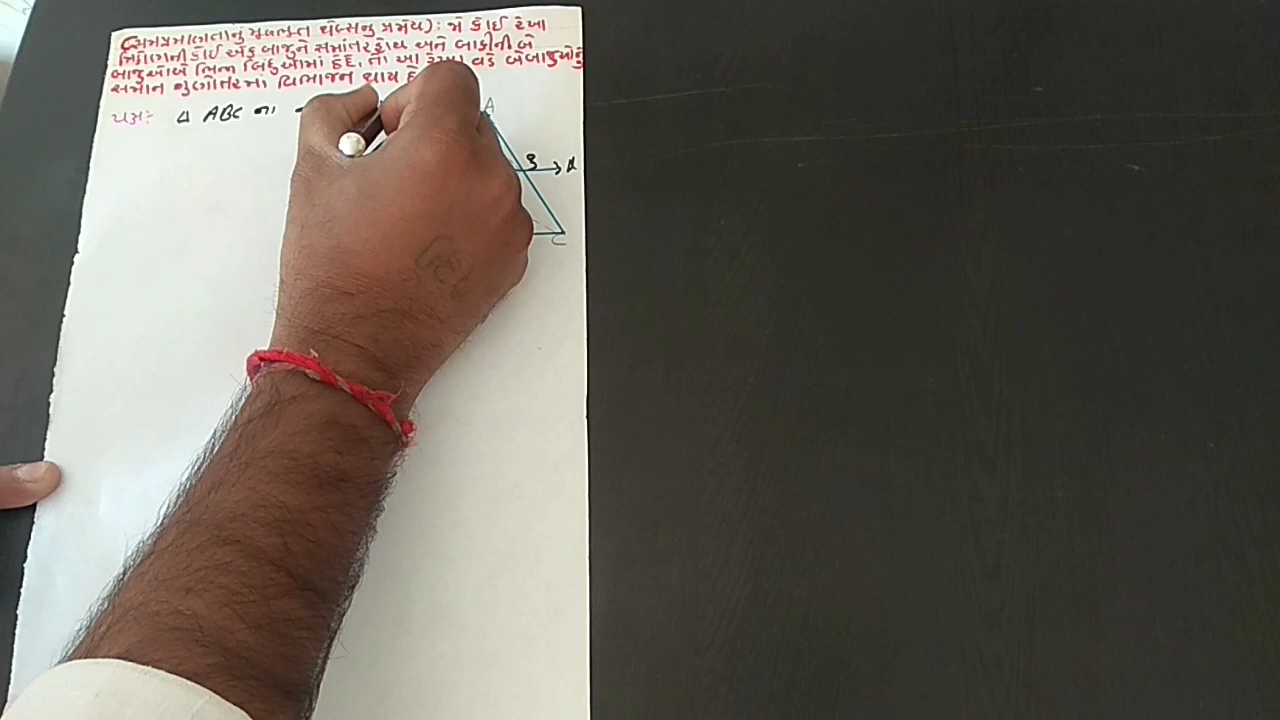 (સમપ્રમાણતાનું મૂળભૂત થેલ્સનુ પ્રમેય): જો કોઈ રેખા
ત્રિકોણની કોઈ એક બાજુને સમાંતર હોય અને બાકીની બે
બાજુઓને ભિન્ન બિંદુઓમાં છેદે, તો આ રેખા વડે બે બાજુઓનું
સમાન ગુણોત્તરમાં વિભાજન થાય છે
પક્ષ:- △ ABC ના
A
C